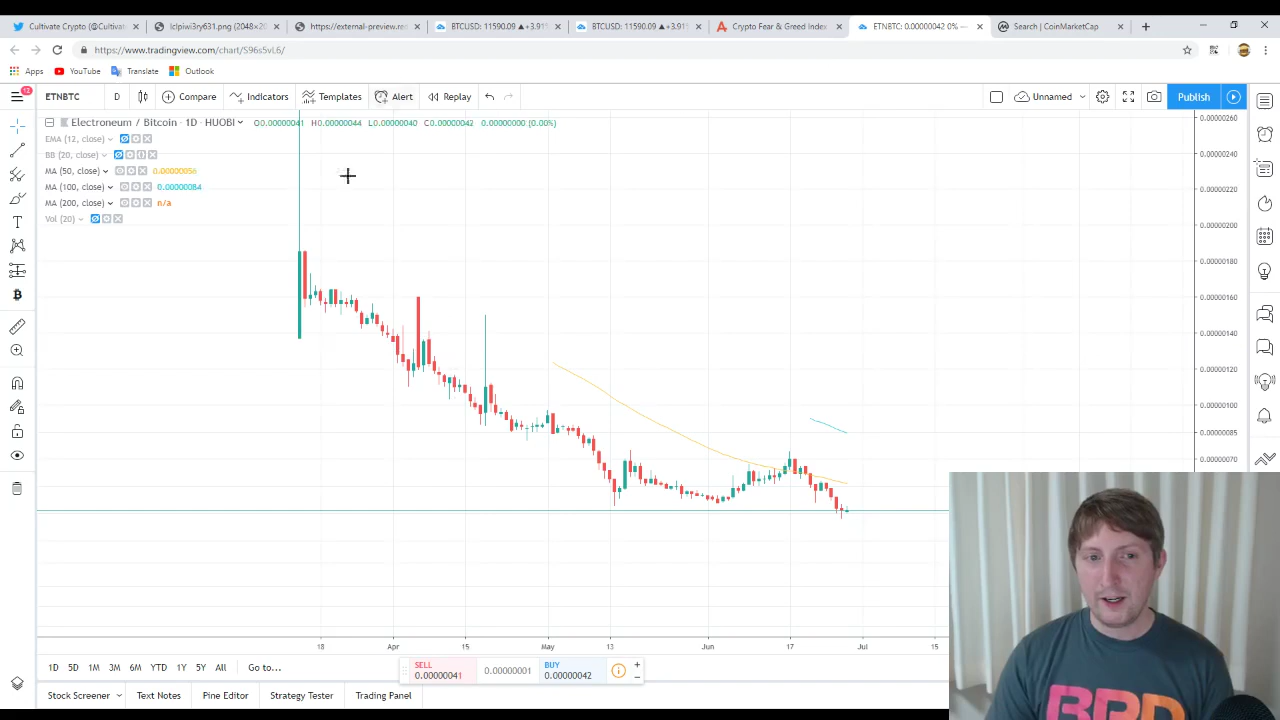 Cultivate Crypto (@Cultivate
lclpiwi3ry631.png (2048×20
https://external-preview.re
BTCUSD: 11590.09 ▲+3.91%
BTCUSD: 11590.09 ▲+3.91%
Crypto Fear & Greed Index
ETNBTC: 0.00000042 0% —
Search | CoinMarketCap
https://www.tradingview.com/chart/S96s5vL6/
Apps
YouTube
Translate
Outlook
12
ETNBTC
D
Compare
Indicators
Templates
Alert
Replay
Unnamed
Publish
Electroneum / Bitcoin · 1D · HUOBI
O0.00000041 H0.00000044 L0.00000040 C0.00000042 0.00000000 (0.00%)
EMA (12, close)
BB (20, close)
MA (50, close) 0.00000056
MA (100, close) 0.00000084
MA (200, close) n/a
Vol (20)
0.00000260
0.00000240
0.00000220
0.00000200
0.00000180
0.00000160
0.00000140
0.00000120
0.00000100
0.00000085
0.00000070
18
Apr
15
May
13
Jun
17
Jul
15
1D 5D 1M 3M 6M YTD 1Y 5Y All Go to...
SELL
0.00000041
0.00000001
BUY
0.00000042
Stock Screener
Text Notes
Pine Editor
Strategy Tester
Trading Panel
BRD